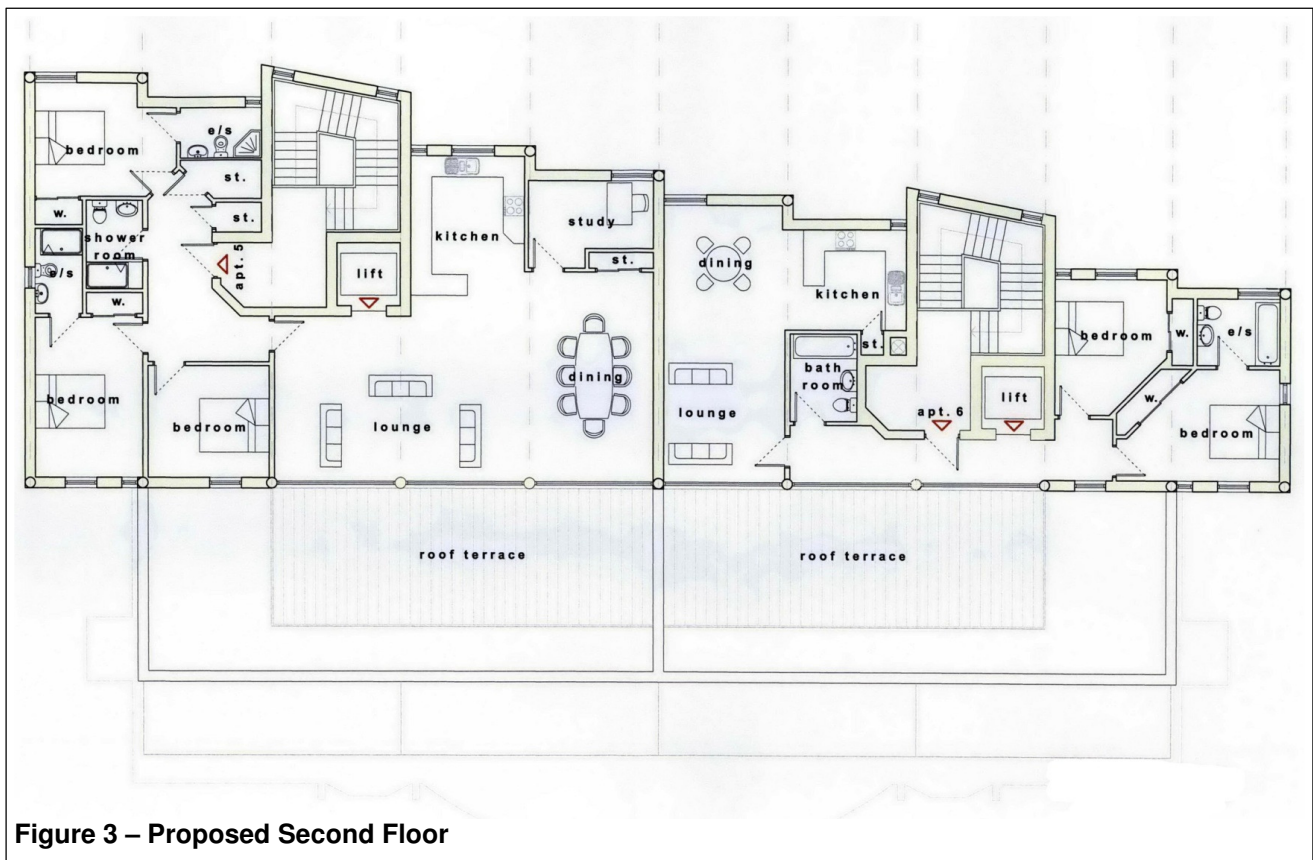 bedroom
e/s
st.
st.
w.
shower
room
e/s
w.
apt. 5
lift
kitchen
study
st.
bedroom
bedroom
lounge
dining
dining
kitchen
st.
bath
room
lounge
apt. 6
lift
bedroom
w.
e/s
w.
bedroom
roof terrace
roof terrace
Figure 3 – Proposed Second Floor